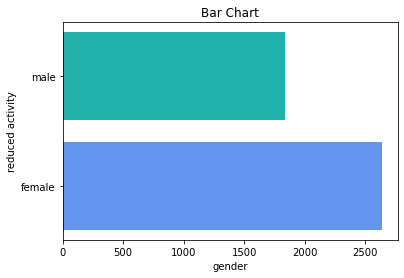 Bar Chart
reduced activity
male
female
0 500 1000 1500 2000 2500
gender